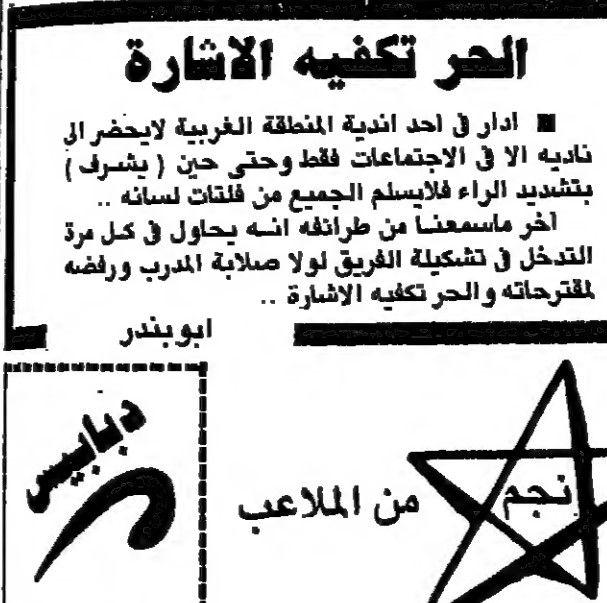 الحر تكفيه الاشارة
■ ادار في احد اندية المنطقة الغربية لايحضر الى
ناديه الا في الاجتماعات فقط وحتى حين ( يشرف )
بتشديد الراء فلايسلم الجميع من فلتات لسانه ..
آخر ماسمعنا من طرائفه انه يحاول في كل مرة
التدخل في تشكيلة الفريق لولا صلابة المدرب ورفضه
لمقترحاته والحر تكفيه الاشارة ..
ابوبندر
نجم
من الملاعب
دبابيس